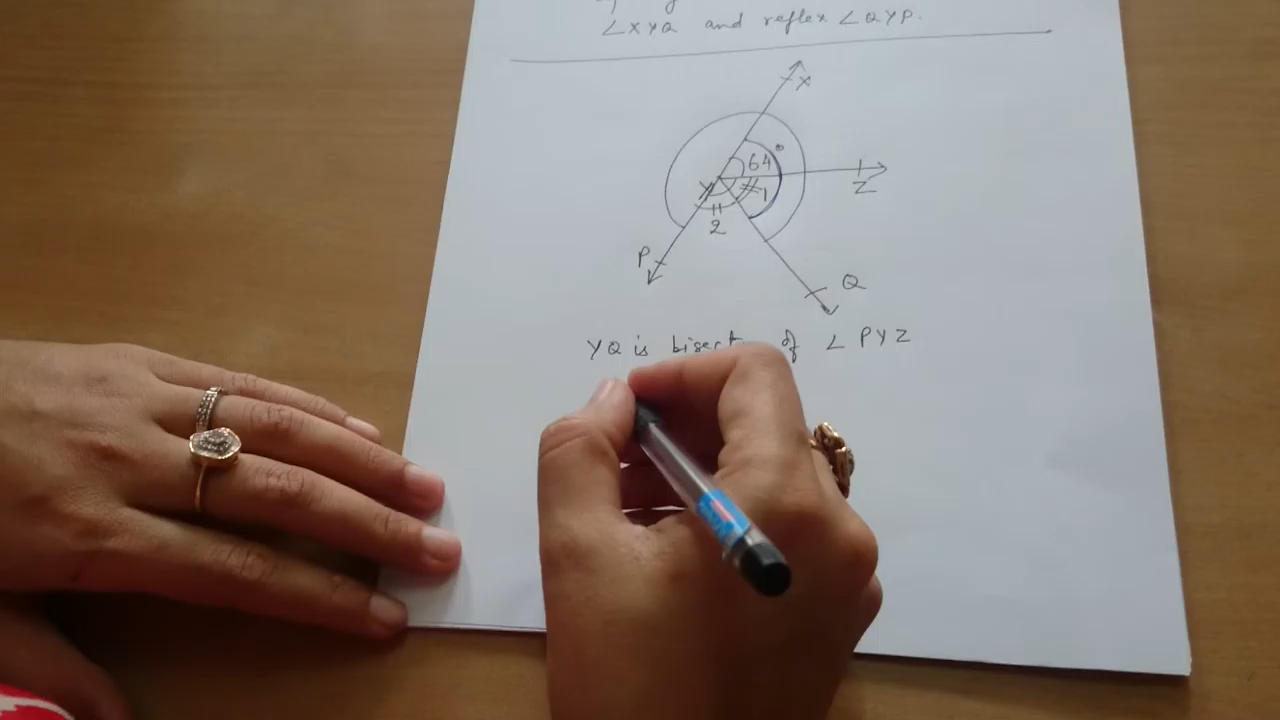 ∠XYQ and reflex ∠QYP.
X
64°
Z
Y
1
2
P
Q
YQ is bisect of ∠PYZ